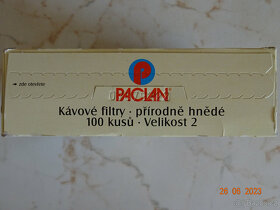 → zde otevřete
PACLAN
Kávové filtry · přírodně hnědé
100 kusů · Velikost 2
26 08 2023